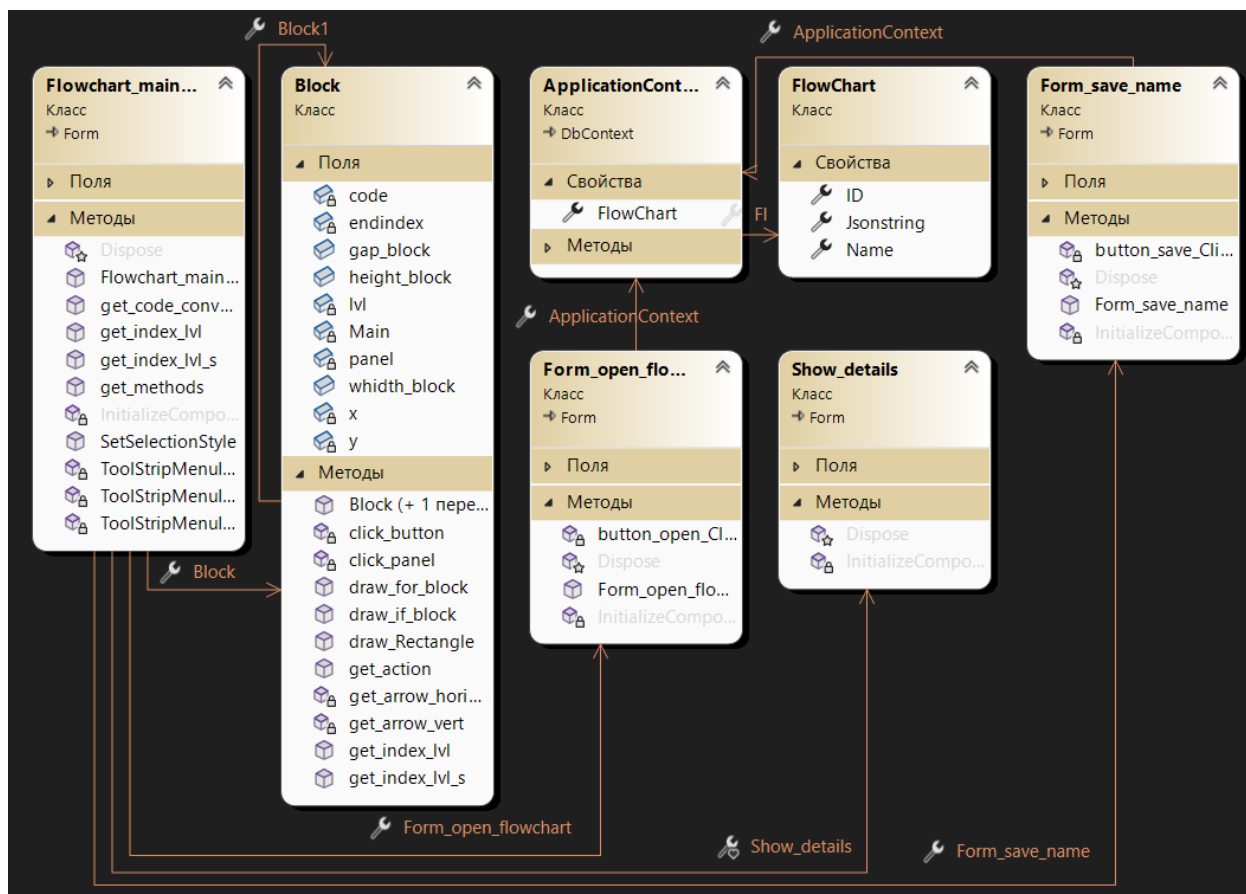 Block1
ApplicationContext
Flowchart_main...
Класс
Form
Поля
Методы
Dispose
Flowchart_main...
get_code_conv...
get_index_lvl
get_index_lvl_s
get_methods
InitializeCompo...
SetSelectionStyle
ToolStripMenuI...
ToolStripMenuI...
ToolStripMenuI...
Block
Block
Класс
Поля
code
endindex
gap_block
height_block
lvl
Main
panel
whidth_block
x
y
Методы
Block (+ 1 пере...
click_button
click_panel
draw_for_block
draw_if_block
draw_Rectangle
get_action
get_arrow_hori...
get_arrow_vert
get_index_lvl
get_index_lvl_s
ApplicationCont...
Класс
DbContext
Свойства
FlowChart
Методы
Fl
FlowChart
Класс
Свойства
ID
Jsonstring
Name
Form_save_name
Класс
Form
Поля
Методы
button_save_Cli...
Dispose
Form_save_name
InitializeCompo...
ApplicationContext
Form_open_flo...
Класс
Form
Поля
Методы
button_open_Cl...
Dispose
Form_open_flo...
InitializeCompo...
Show_details
Класс
Form
Поля
Методы
Dispose
InitializeCompo...
Form_open_flowchart
Show_details
Form_save_name